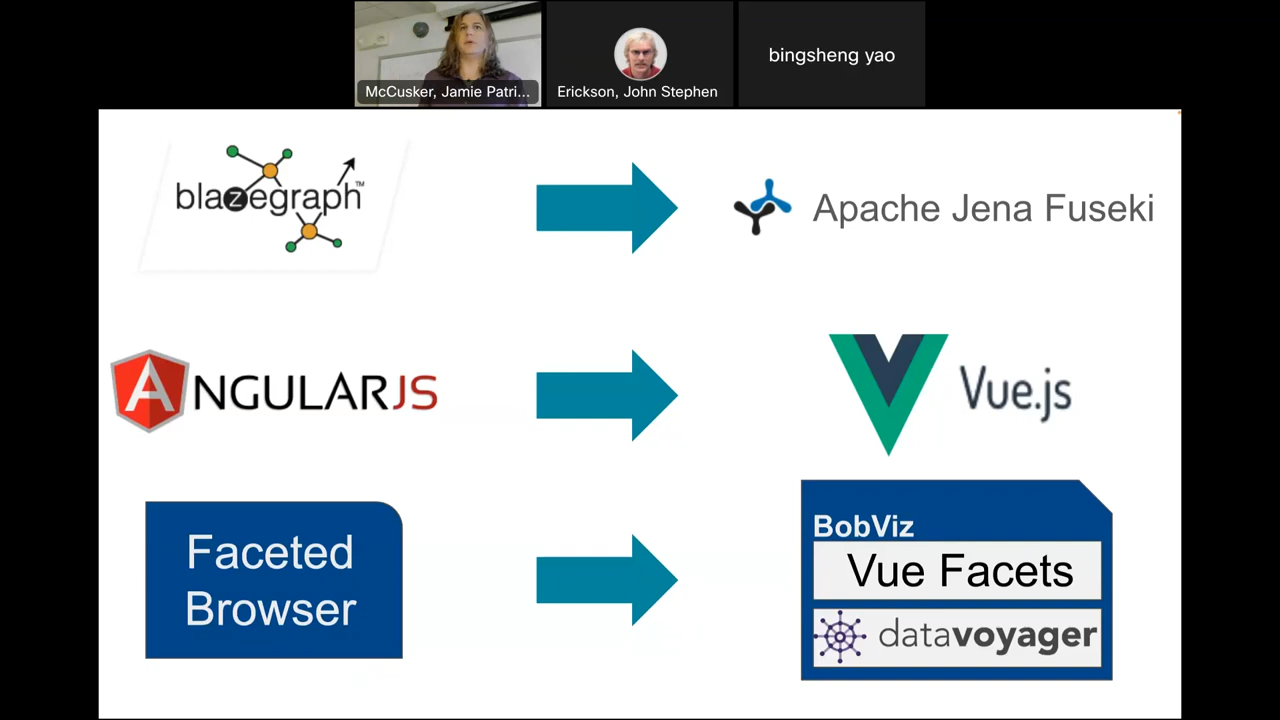 McCusker, Jamie Patri...
Erickson, John Stephen
bingsheng yao
blazegraph™
Apache Jena Fuseki
ANGULARJS
Vue.js
Faceted
Browser
BobViz
Vue Facets
datavoyager